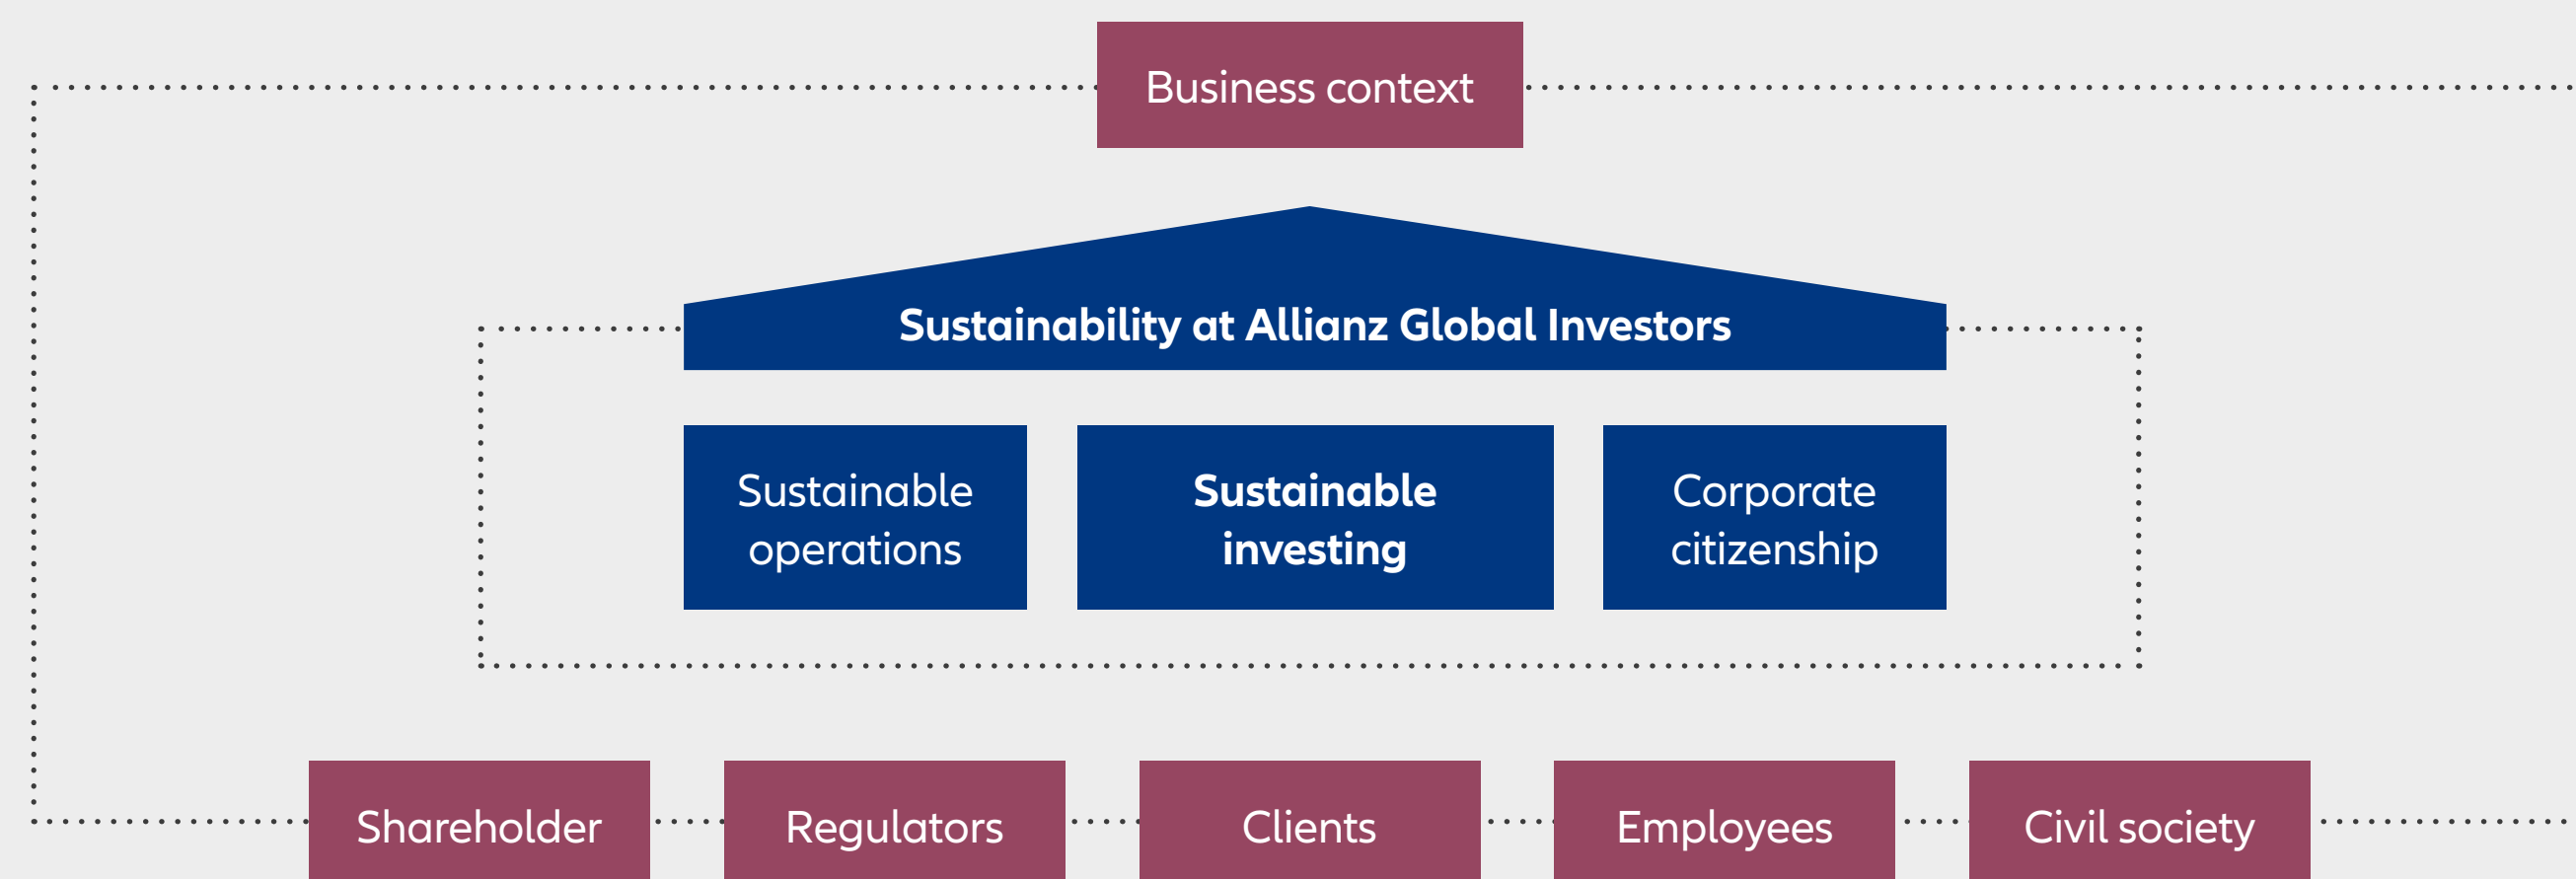 Business context
Sustainability at Allianz Global Investors
Sustainable
operations
Sustainable
investing
Corporate
citizenship
Shareholder
Regulators
Clients
Employees
Civil society